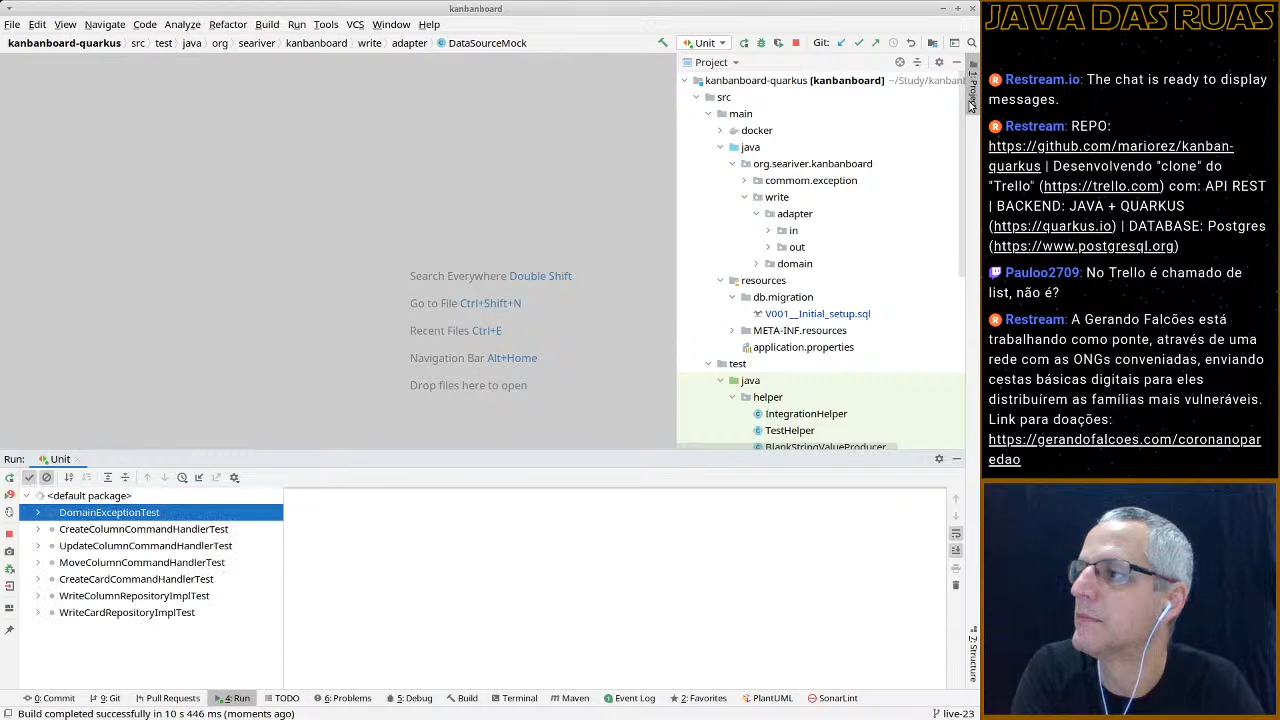 kanbanboard
File Edit View Navigate Code Analyze Refactor Build Run Tools VCS Window Help
kanbanboard-quarkus src test java org seariver kanbanboard write adapter DataSourceMock
Unit
Git:
Project
kanbanboard-quarkus [kanbanboard] ~/Study/kanban
src
main
docker
java
org.seariver.kanbanboard
commom.exception
write
adapter
in
out
domain
resources
db.migration
V001__Initial_setup.sql
META-INF.resources
application.properties
test
java
helper
IntegrationHelper
TestHelper
BlankStringValueProducer
1: Project
7: Structure
Search Everywhere Double Shift
Go to File Ctrl+Shift+N
Recent Files Ctrl+E
Navigation Bar Alt+Home
Drop files here to open
Run: Unit
<default package>
DomainExceptionTest
CreateColumnCommandHandlerTest
UpdateColumnCommandHandlerTest
MoveColumnCommandHandlerTest
CreateCardCommandHandlerTest
WriteColumnRepositoryImplTest
WriteCardRepositoryImplTest
0: Commit 9: Git Pull Requests 4: Run TODO 6: Problems 5: Debug Build Terminal Maven Event Log 2: Favorites PlantUML SonarLint
Build completed successfully in 10 s 446 ms (moments ago)
live-23
JAVA DAS RUAS
Restream.io: The chat is ready to display
messages.
Restream: REPO:
https://github.com/mariorez/kanban-
quarkus | Desenvolvendo "clone" do
"Trello" (https://trello.com) com: API REST
| BACKEND: JAVA + QUARKUS
(https://quarkus.io) | DATABASE: Postgres
(https://www.postgresql.org)
Pauloo2709: No Trello é chamado de
list, não é?
Restream: A Gerando Falcões está
trabalhando como ponte, através de uma
rede com as ONGs conveniadas, enviando
cestas básicas digitais para eles
distribuírem as famílias mais vulneráveis.
Link para doações:
https://gerandofalcoes.com/coronanopar
edao